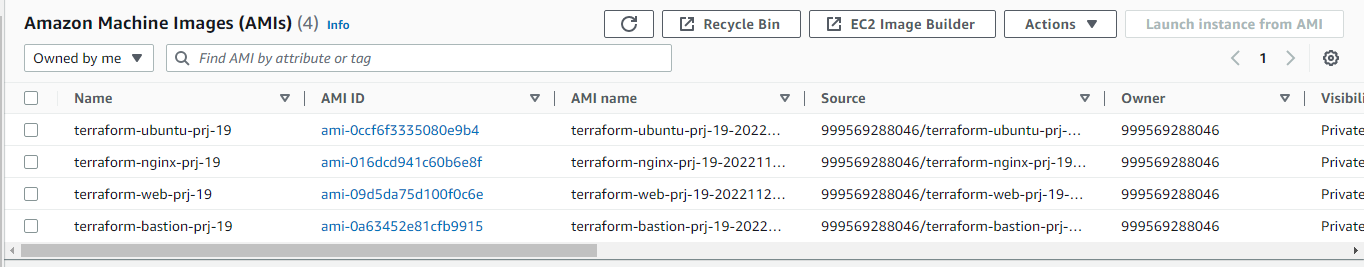 Amazon Machine Images (AMIs) (4) Info Recycle Bin EC2 Image Builder Actions Launch instance from AMI
Owned by me Find AMI by attribute or tag 1
Name AMI ID AMI name Source Owner Visibili
terraform-ubuntu-prj-19 ami-0ccf6f3335080e9b4 terraform-ubuntu-prj-19-2022... 999569288046/terraform-ubuntu-prj-... 999569288046 Private
terraform-nginx-prj-19 ami-016dcd941c60b6e8f terraform-nginx-prj-19-202211... 999569288046/terraform-nginx-prj-19... 999569288046 Private
terraform-web-prj-19 ami-09d5da75d100f0c6e terraform-web-prj-19-2022112... 999569288046/terraform-web-prj-19-... 999569288046 Private
terraform-bastion-prj-19 ami-0a63452e81cfb9915 terraform-bastion-prj-19-2022... 999569288046/terraform-bastion-prj-... 999569288046 Private